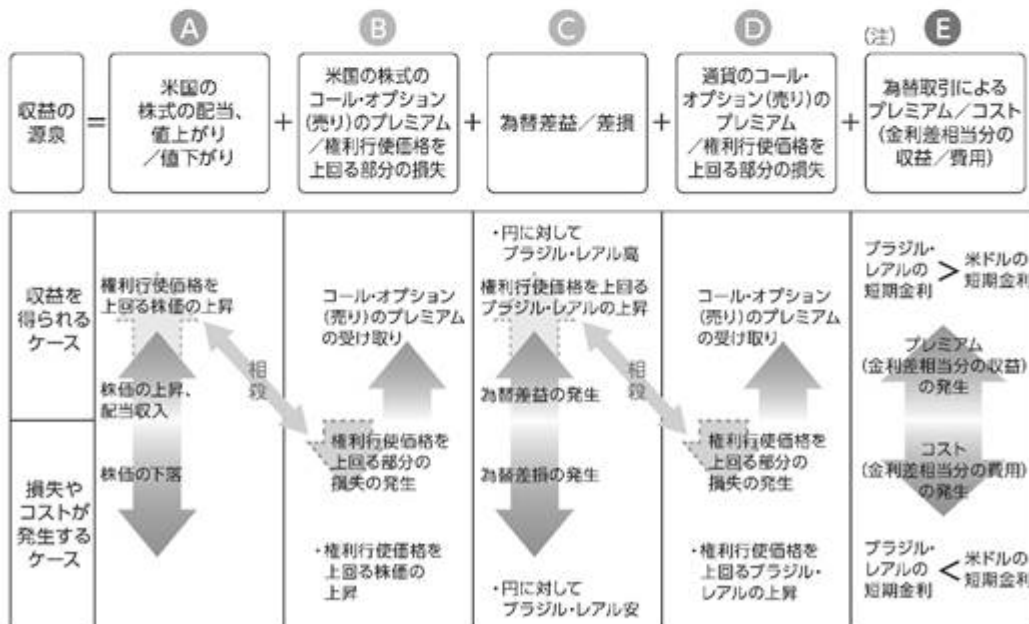 A
B
C
D
(注) E
収益の
源泉
=
米国の
株式の配当、
値上がり
/値下がり
+
米国の株式の
コール・オプション
(売り)のプレミアム
/権利行使価格を
上回る部分の損失
+
為替差益/差損
+
通貨のコール・
オプション(売り)の
プレミアム
/権利行使価格を
上回る部分の損失
+
為替取引による
プレミアム/コスト
(金利差相当分の
収益/費用)
収益を
得られる
ケース
権利行使価格を
上回る株価の上昇
株価の上昇、
配当収入
相殺
コール・オプション
(売り)のプレミアム
の受け取り
・円に対して
ブラジル・レアル高
権利行使価格を上回る
ブラジル・レアルの上昇
為替差益の発生
相殺
コール・オプション
(売り)のプレミアム
の受け取り
ブラジル・
レアルの
短期金利
>
米ドルの
短期金利
プレミアム
(金利差相当分の収益)
の発生
損失や
コストが
発生する
ケース
株価の下落
権利行使価格を
上回る部分の
損失の発生
・権利行使価格を
上回る株価の
上昇
為替差損の発生
・円に対して
ブラジル・レアル安
権利行使価格を
上回る部分の
損失の発生
・権利行使価格を
上回るブラジル・
レアルの上昇
コスト
(金利差相当分の費用)
の発生
ブラジル・
レアルの
短期金利
<
米ドルの
短期金利